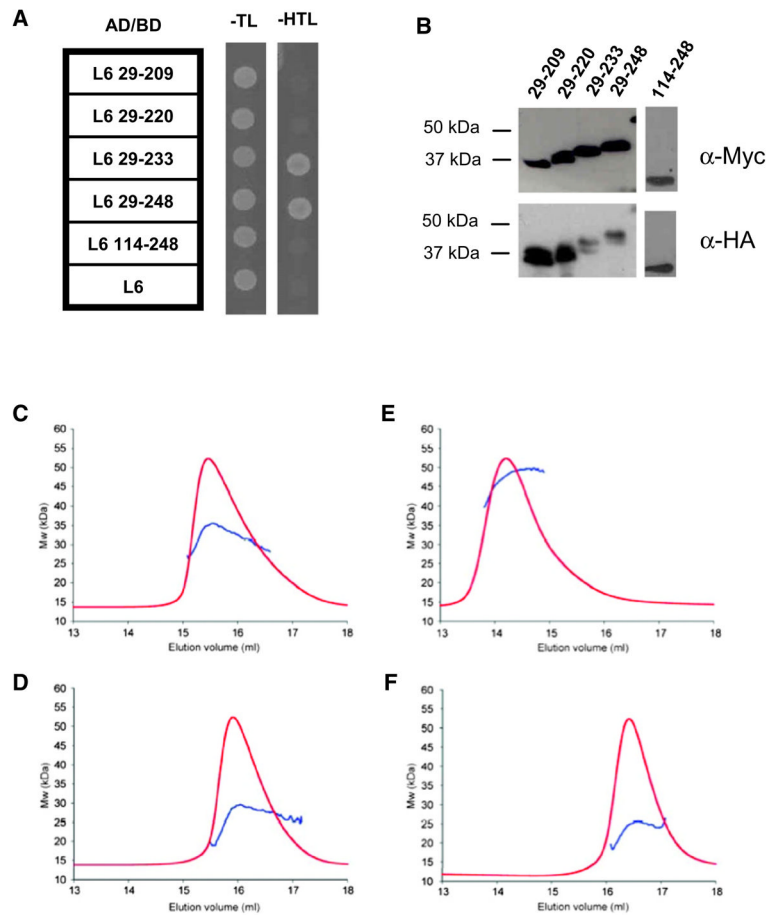 A
AD/BD
-TL
-HTL
L6 29-209
L6 29-220
L6 29-233
L6 29-248
L6 114-248
L6
B
29-209
29-220
29-233
29-248
114-248
50 kDa
37 kDa
α-Myc
50 kDa
37 kDa
α-HA
C
60
55
50
45
40
35
30
25
20
15
10
Mw (kDa)
13 14 15 16 17 18
Elution volume (ml)
E
60
55
50
45
40
35
30
25
20
15
10
Mw (kDa)
13 14 15 16 17 18
Elution volume (ml)
D
60
55
50
45
40
35
30
25
20
15
10
Mw (kDa)
13 14 15 16 17 18
Elution volume (ml)
F
60
55
50
45
40
35
30
25
20
15
10
Mw (kDa)
13 14 15 16 17 18
Elution volume (ml)